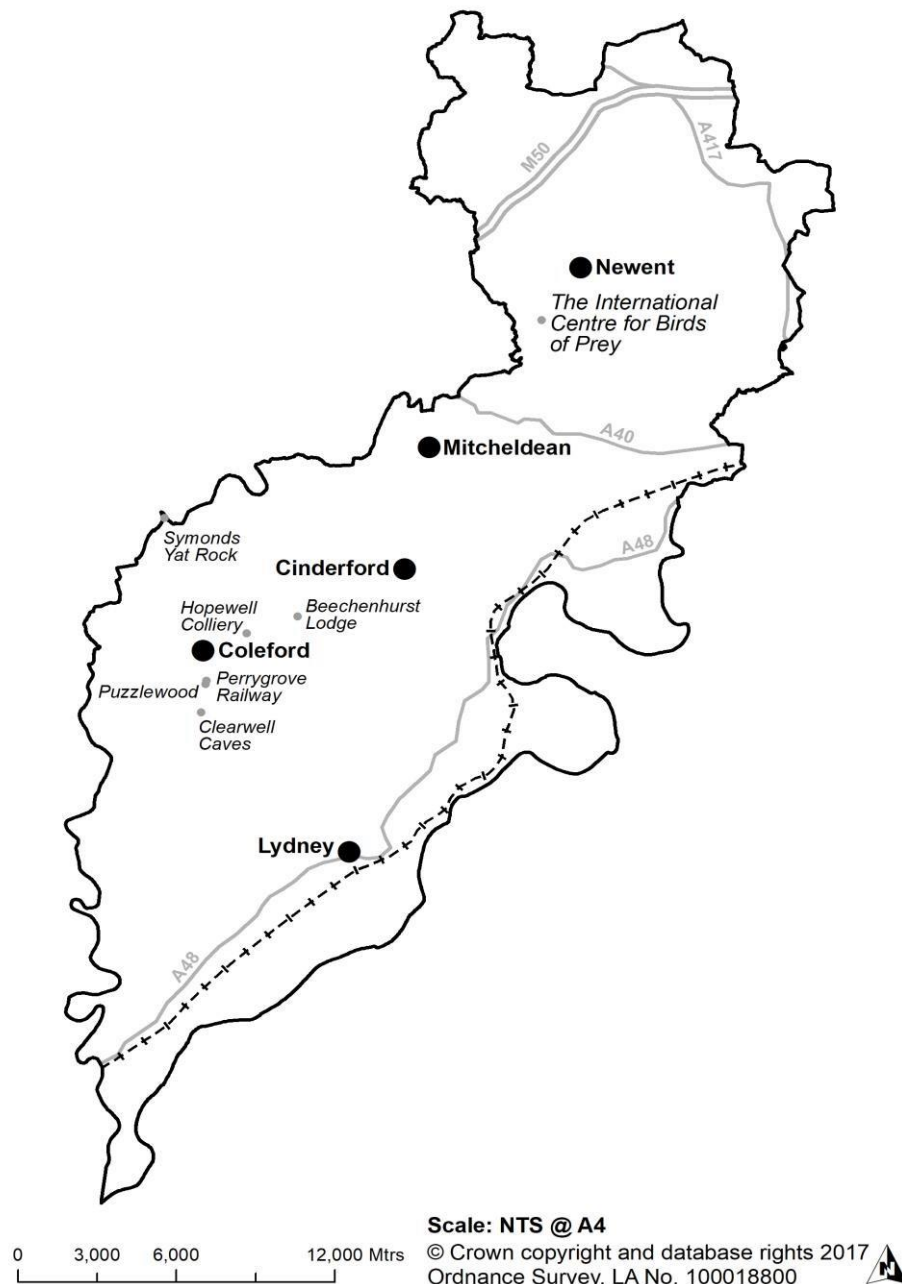 M50
A417
Newent
The International
Centre for Birds
of Prey
A40
Mitcheldean
Symonds
Yat Rock
A48
Cinderford
Hopewell
Colliery
Beechenhurst
Lodge
Coleford
Puzzlewood
Perrygrove
Railway
Clearwell
Caves
Lydney
A48
Scale: NTS @ A4
0 3,000 6,000 12,000 Mtrs
© Crown copyright and database rights 2017
Ordnance Survey, LA No. 100018800
N